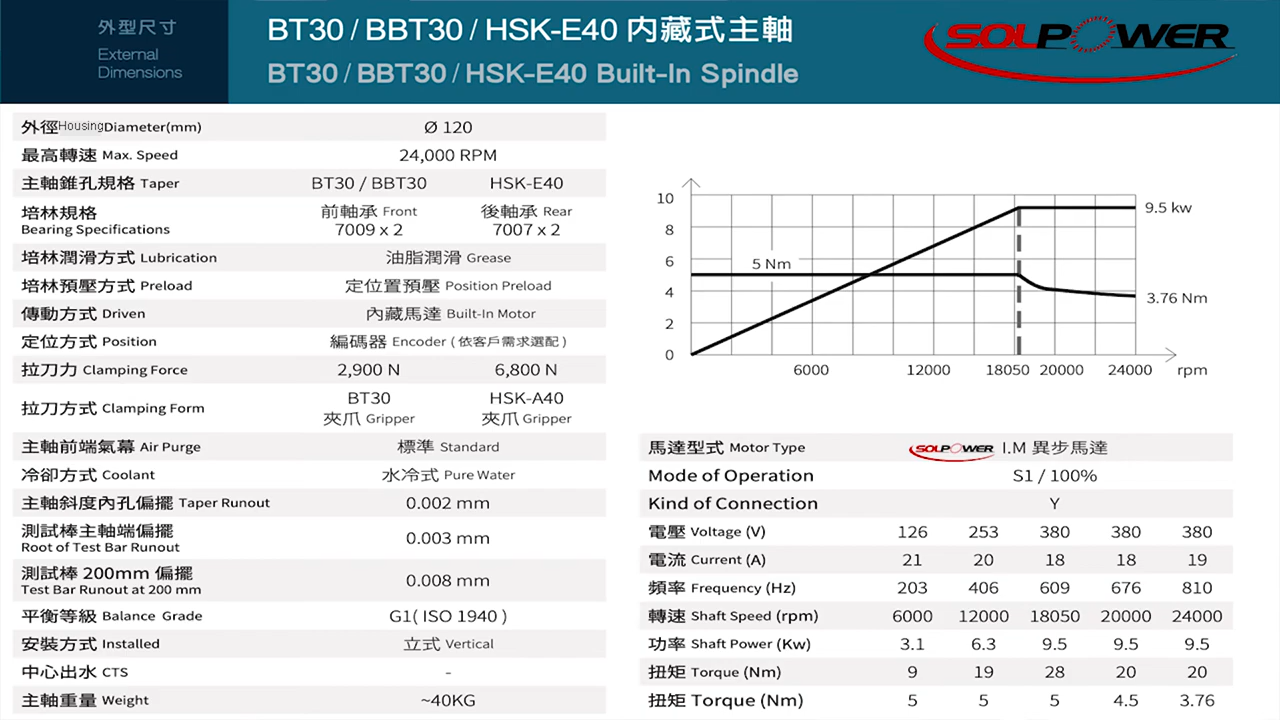 外型尺寸
External
Dimensions
BT30 / BBT30 / HSK-E40 內藏式主軸
BT30 / BBT30 / HSK-E40 Built-In Spindle
SOLPOWER
外徑 Housing Diameter(mm) Ø 120
最高轉速 Max. Speed 24,000 RPM
主軸錐孔規格 Taper BT30 / BBT30 HSK-E40
培林規格 前軸承 Front 後軸承 Rear
Bearing Specifications 7009 x 2 7007 x 2
培林潤滑方式 Lubrication 油脂潤滑 Grease
培林預壓方式 Preload 定位置預壓 Position Preload
傳動方式 Driven 內藏馬達 Built-In Motor
定位方式 Position 編碼器 Encoder ( 依客戶需求選配 )
拉刀力 Clamping Force 2,900 N 6,800 N
拉刀方式 Clamping Form BT30 HSK-A40
夾爪 Gripper 夾爪 Gripper
主軸前端氣幕 Air Purge 標準 Standard
冷卻方式 Coolant 水冷式 Pure Water
主軸斜度內孔偏擺 Taper Runout 0.002 mm
測試棒主軸端偏擺
Root of Test Bar Runout 0.003 mm
測試棒 200mm 偏擺
Test Bar Runout at 200 mm 0.008 mm
平衡等級 Balance Grade G1( ISO 1940 )
安裝方式 Installed 立式 Vertical
中心出水 CTS -
主軸重量 Weight ~40KG
10
8
6
4
2
0
9.5 kw
5 Nm
3.76 Nm
6000 12000 18050 20000 24000 rpm
馬達型式 Motor Type SOLPOWER I.M 異步馬達
Mode of Operation S1 / 100%
Kind of Connection Y
電壓 Voltage (V) 126 253 380 380 380
電流 Current (A) 21 20 18 18 19
頻率 Frequency (Hz) 203 406 609 676 810
轉速 Shaft Speed (rpm) 6000 12000 18050 20000 24000
功率 Shaft Power (Kw) 3.1 6.3 9.5 9.5 9.5
扭矩 Torque (Nm) 9 19 28 20 20
扭矩 Torque (Nm) 5 5 5 4.5 3.76